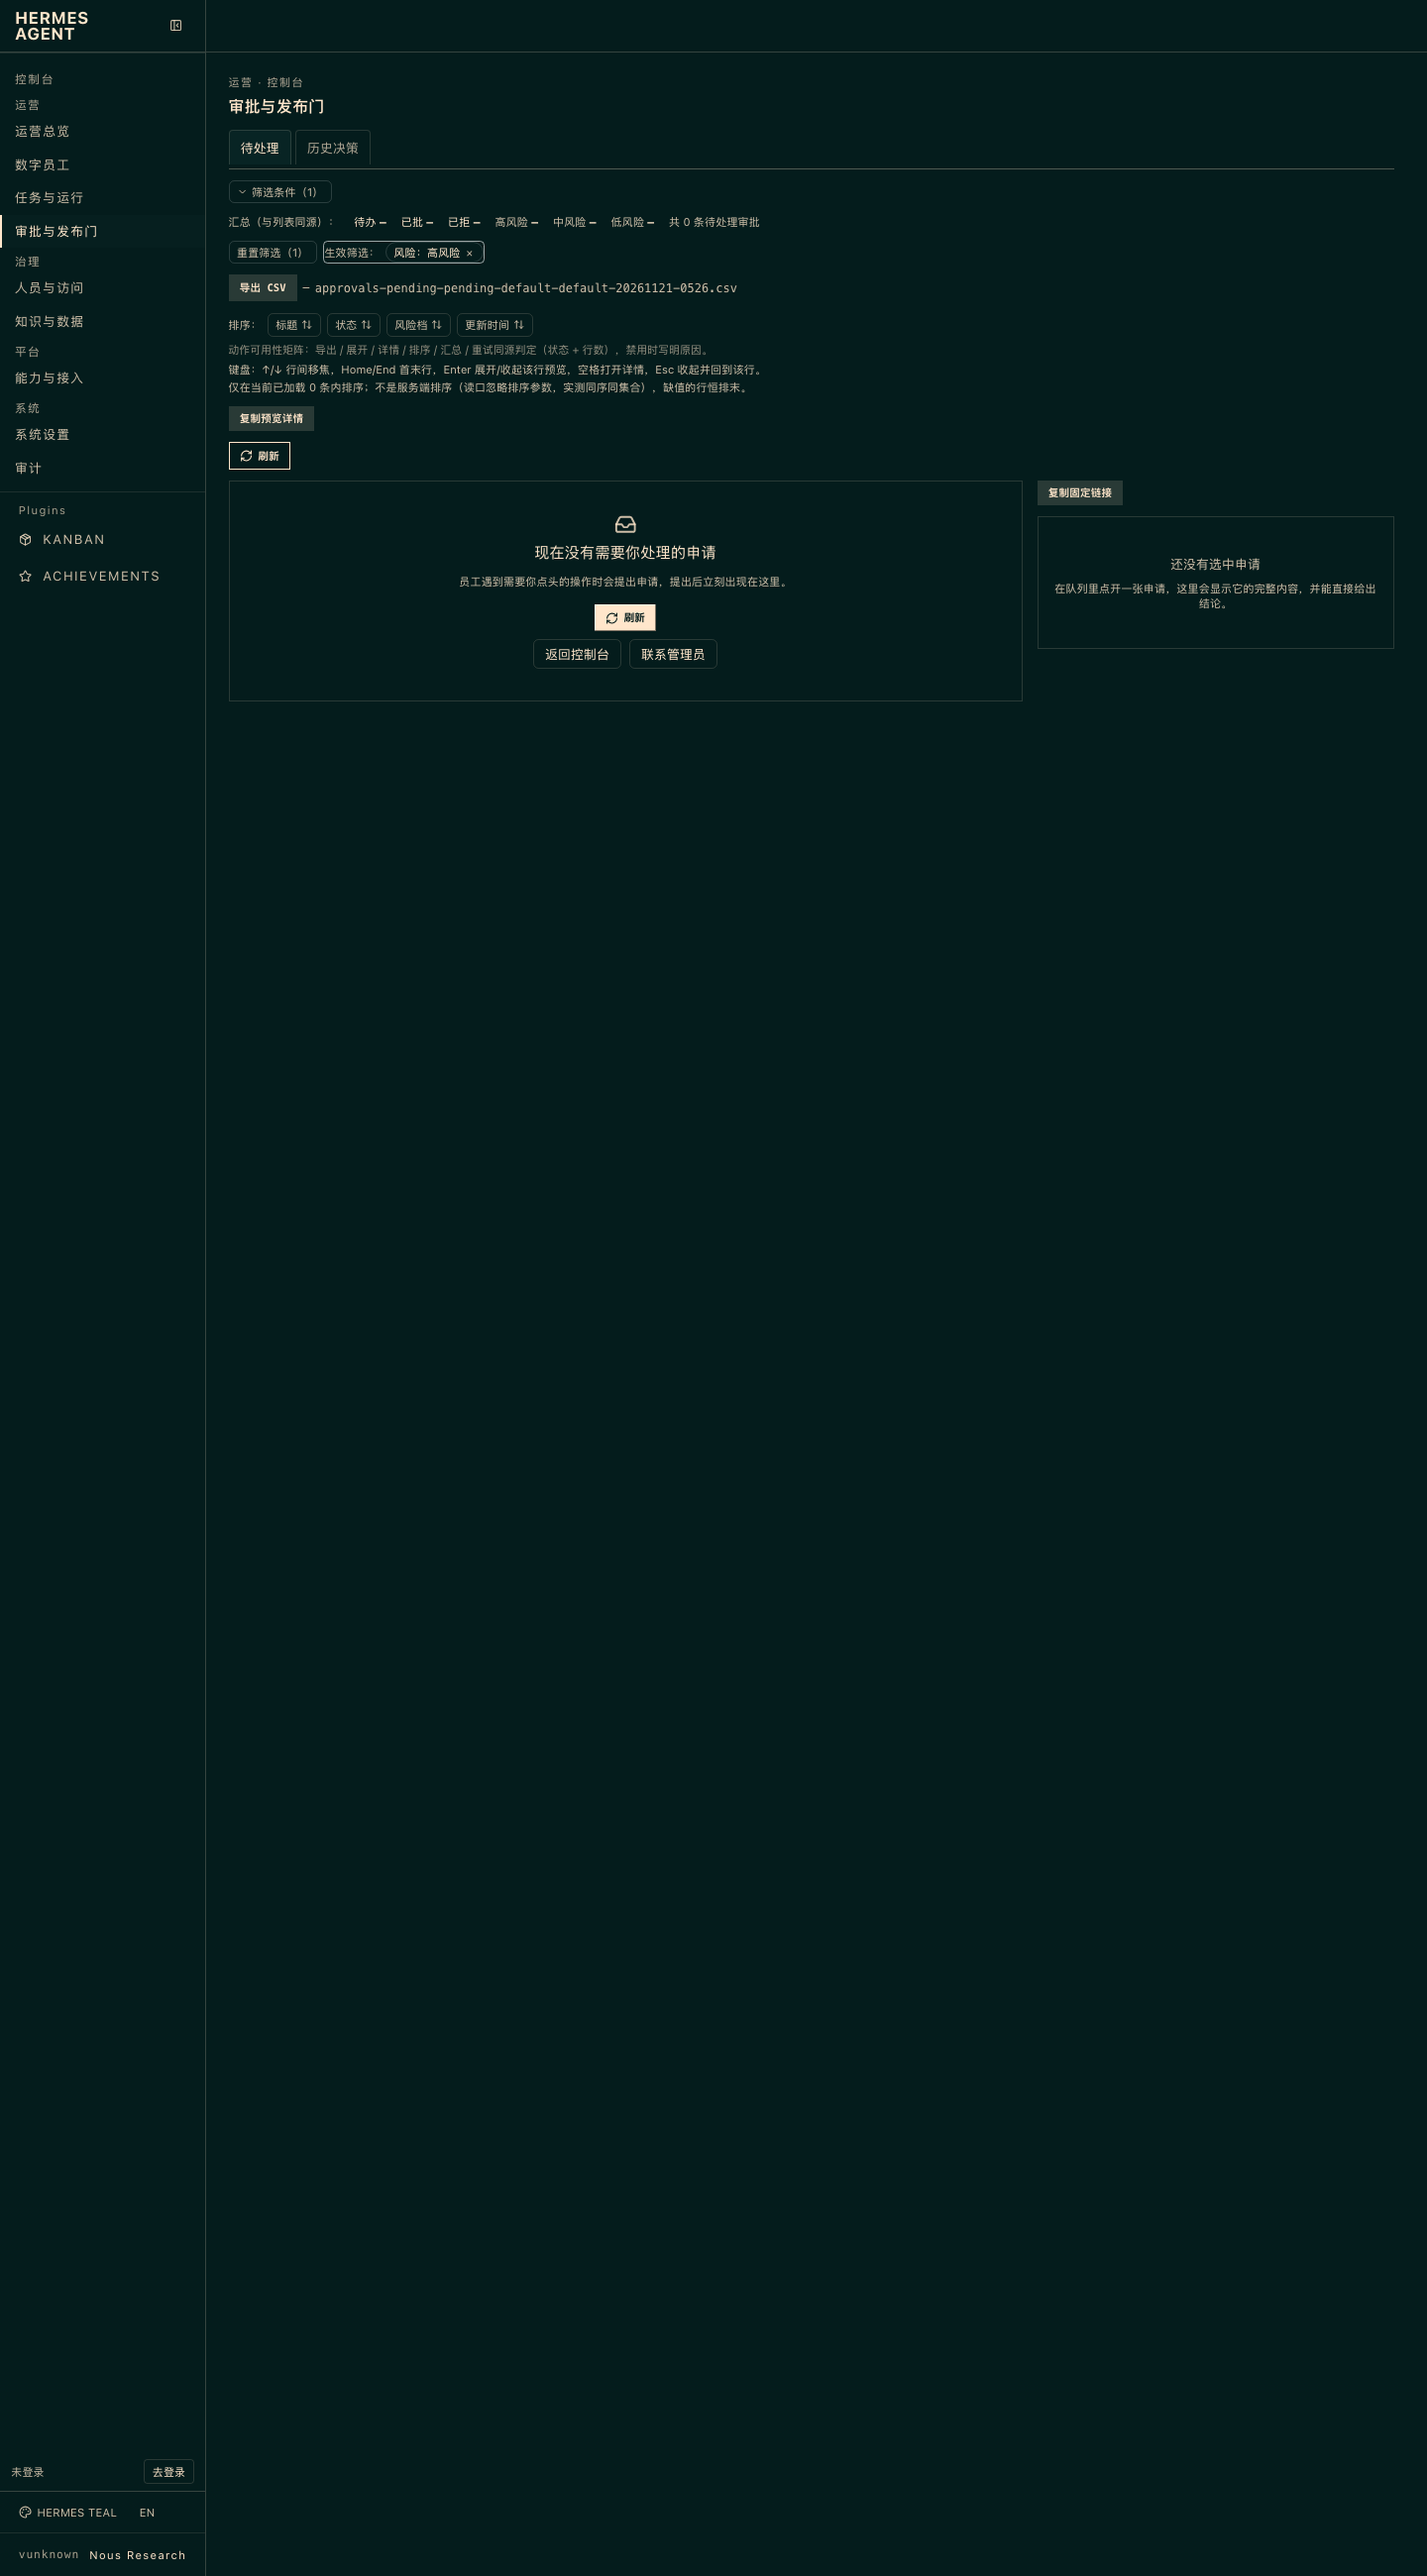 HERMES
AGENT
控制台
运营
运营总览
数字员工
任务与运行
审批与发布门
治理
人员与访问
知识与数据
平台
能力与接入
系统
系统设置
审计
Plugins
KANBAN
ACHIEVEMENTS
未登录 去登录
HERMES TEAL EN
vunknown Nous Research
运营 · 控制台
审批与发布门
待处理 历史决策
筛选条件（1）
汇总（与列表同源）： 待办 — 已批 — 已拒 — 高风险 — 中风险 — 低风险 — 共 0 条待处理审批
重置筛选（1） 生效筛选： 风险：高风险 ×
导出 CSV — approvals-pending-pending-default-default-20261121-0526.csv
排序： 标题 ⇅ 状态 ⇅ 风险档 ⇅ 更新时间 ⇅
动作可用性矩阵：导出 / 展开 / 详情 / 排序 / 汇总 / 重试同源判定（状态 + 行数），禁用时写明原因。
键盘：↑/↓ 行间移焦，Home/End 首末行，Enter 展开/收起该行预览，空格打开详情，Esc 收起并回到该行。
仅在当前已加载 0 条内排序；不是服务端排序（读口忽略排序参数，实测同序同集合），缺值的行恒排末。
复制预览详情
刷新
现在没有需要你处理的申请
员工遇到需要你点头的操作时会提出申请，提出后立刻出现在这里。
刷新
返回控制台 联系管理员
复制固定链接
还没有选中申请
在队列里点开一张申请，这里会显示它的完整内容，并能直接给出
结论。